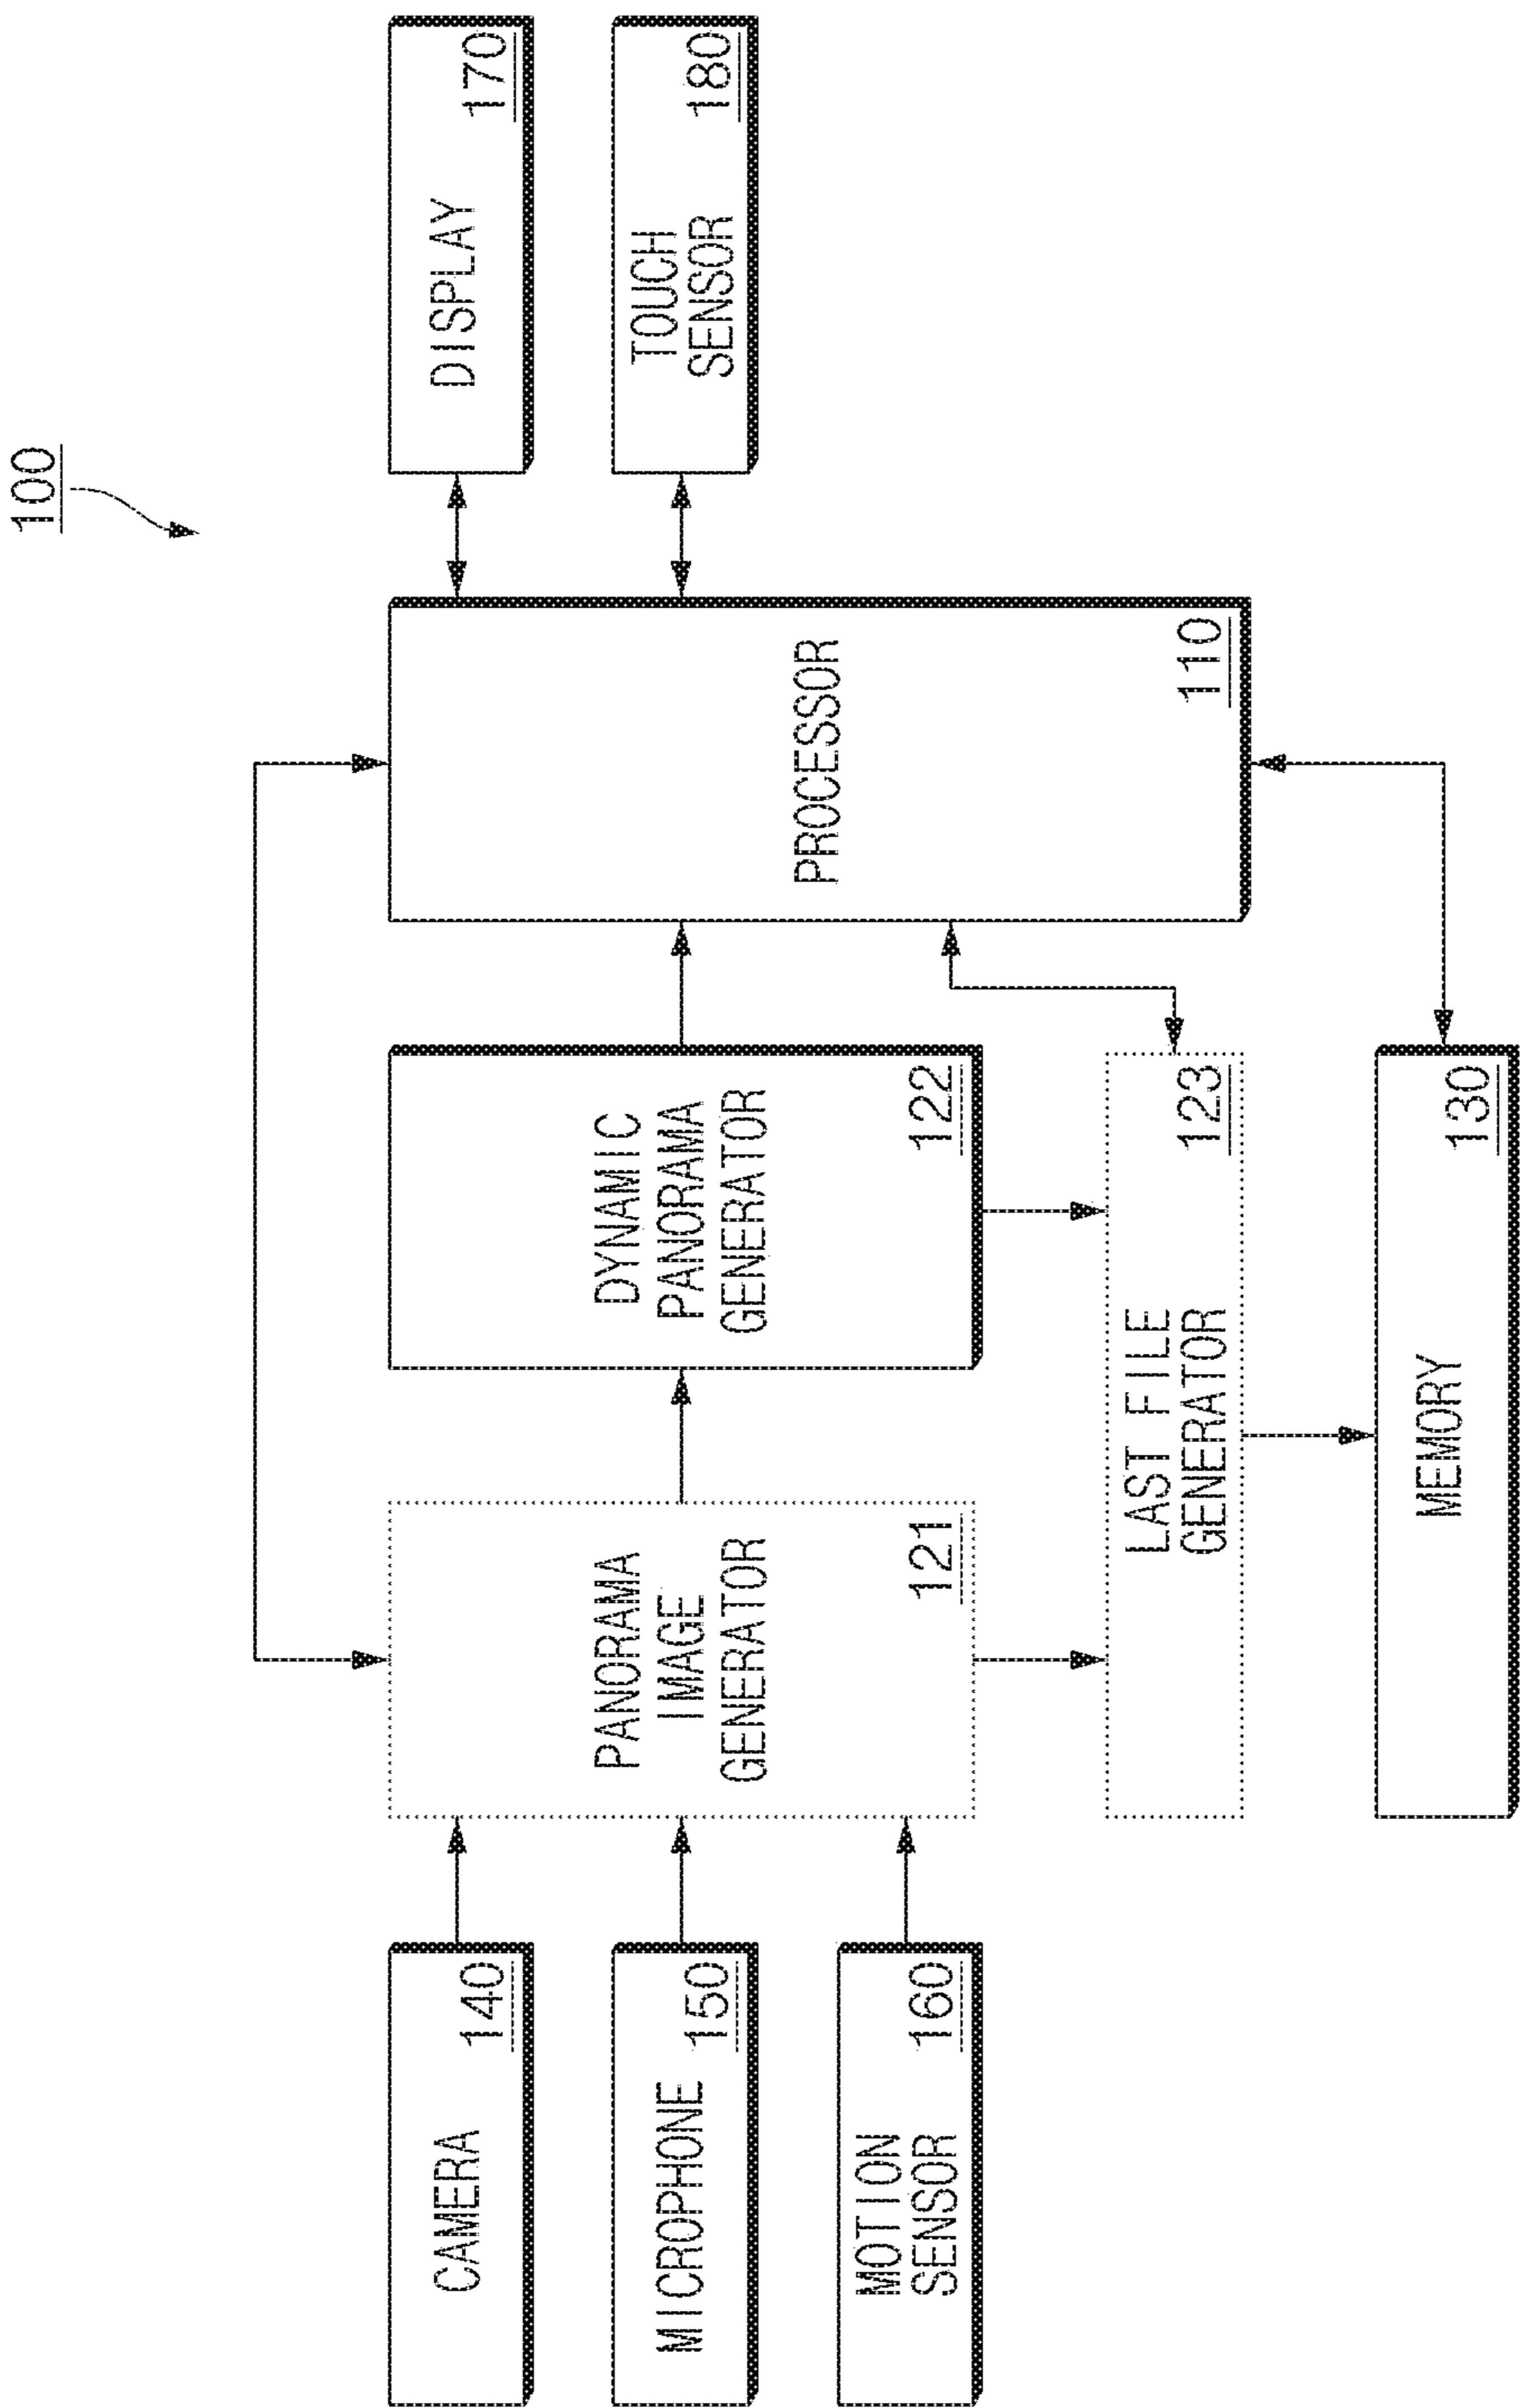 100
CAMERA
140
MICROPHONE
150
MOTION
SENSOR
160
PANORAMA
IMAGE
GENERATOR
121
DYNAMIC
PANORAMA
GENERATOR
122
LAST FILE
GENERATOR
123
MEMORY
130
PROCESSOR
110
DISPLAY
170
TOUCH
SENSOR
180